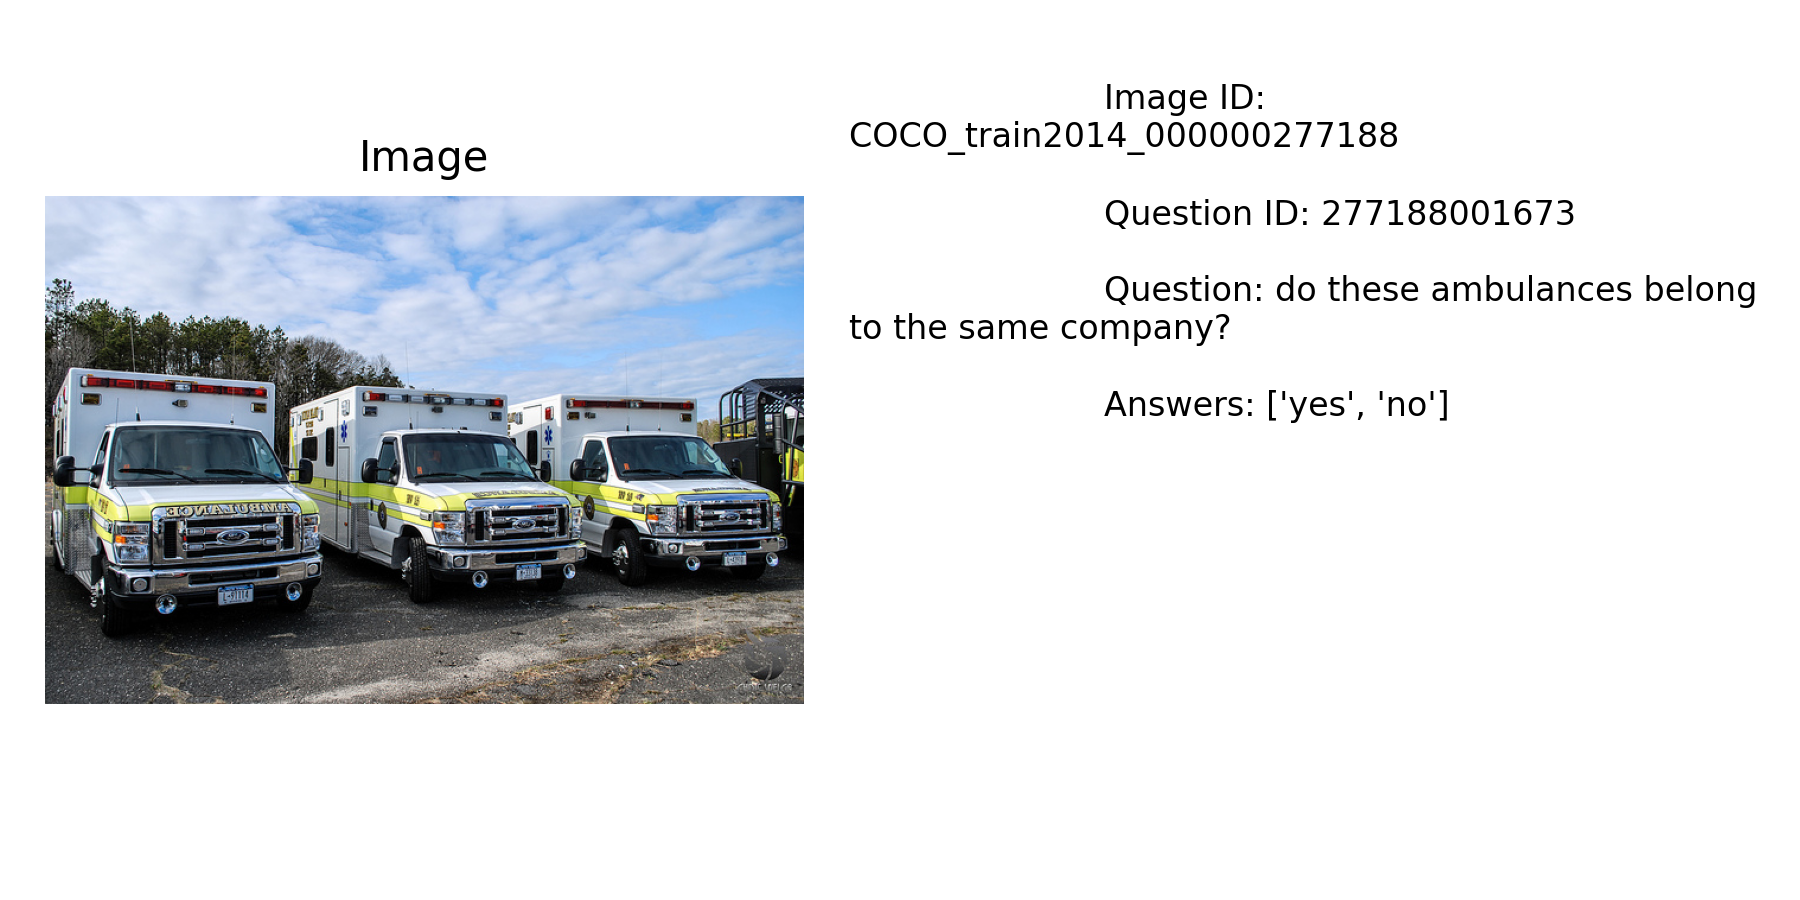 Image ID:
COCO_train2014_000000277188
Image
Question ID: 277188001673
Question: do these ambulances belong
to the same company?
Answers: ['yes', 'no']
AMBULANCE
L-91114